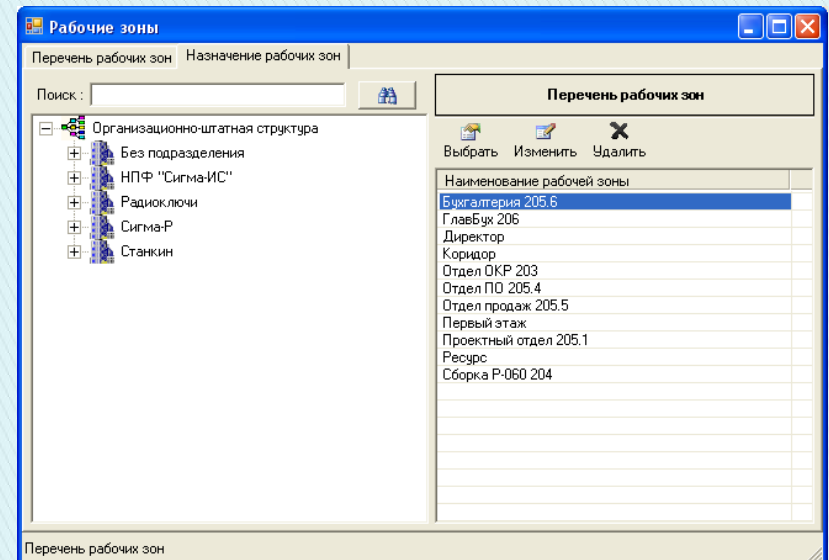 Рабочие зоны
Перечень рабочих зон Назначение рабочих зон
Поиск :
Организационно-штатная структура
Без подразделения
НПФ "Сигма-ИС"
Радиоключи
Сигма-Р
Станкин
Перечень рабочих зон
Выбрать Изменить Удалить
Наименование рабочей зоны
Бухгалтерия 205.6
ГлавБух 206
Директор
Коридор
Отдел ОКР 203
Отдел ПО 205.4
Отдел продаж 205.5
Первый этаж
Проектный отдел 205.1
Ресурс
Сборка Р-060 204
Перечень рабочих зон